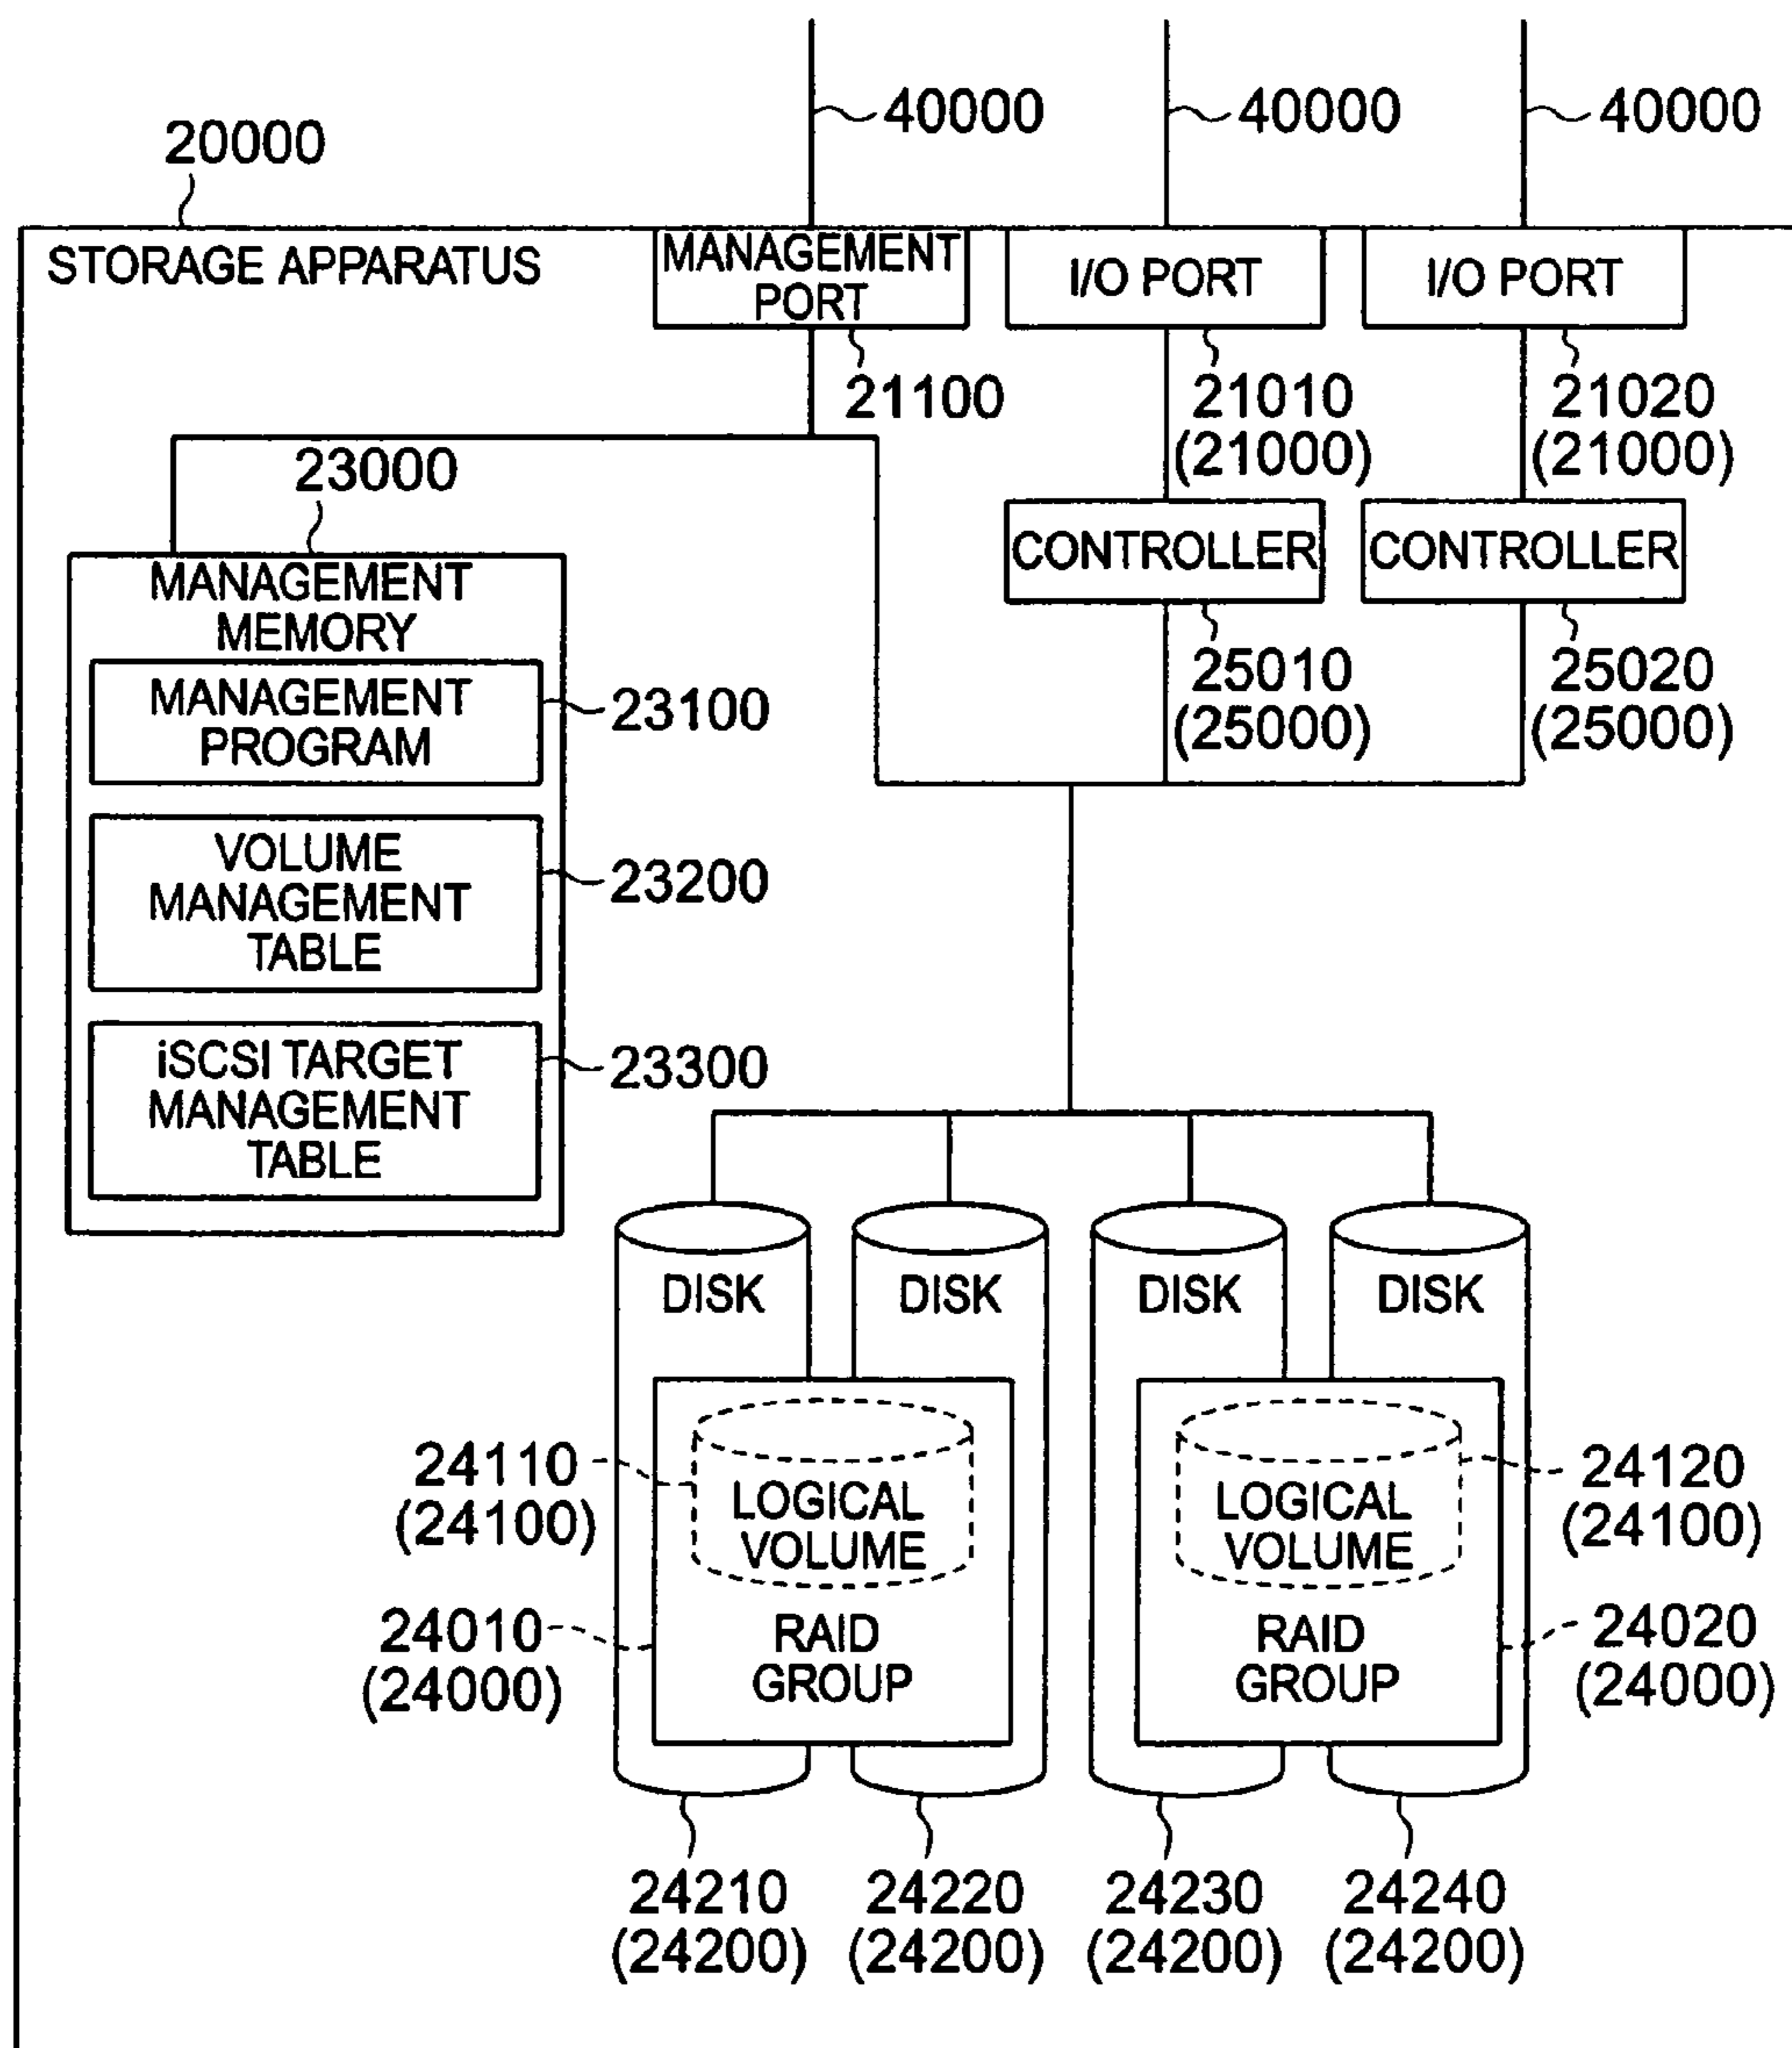 40000
40000
40000
20000
STORAGE APPARATUS
MANAGEMENT
PORT
I/O PORT
I/O PORT
21100
21010
(21000)
21020
(21000)
23000
CONTROLLER
CONTROLLER
MANAGEMENT
MEMORY
25010
(25000)
25020
(25000)
MANAGEMENT
PROGRAM
23100
VOLUME
MANAGEMENT
TABLE
23200
iSCSI TARGET
MANAGEMENT
TABLE
23300
DISK
DISK
DISK
DISK
24110
(24100)
LOGICAL
VOLUME
LOGICAL
VOLUME
24120
(24100)
24010
(24000)
RAID
GROUP
RAID
GROUP
24020
(24000)
24210
(24200)
24220
(24200)
24230
(24200)
24240
(24200)